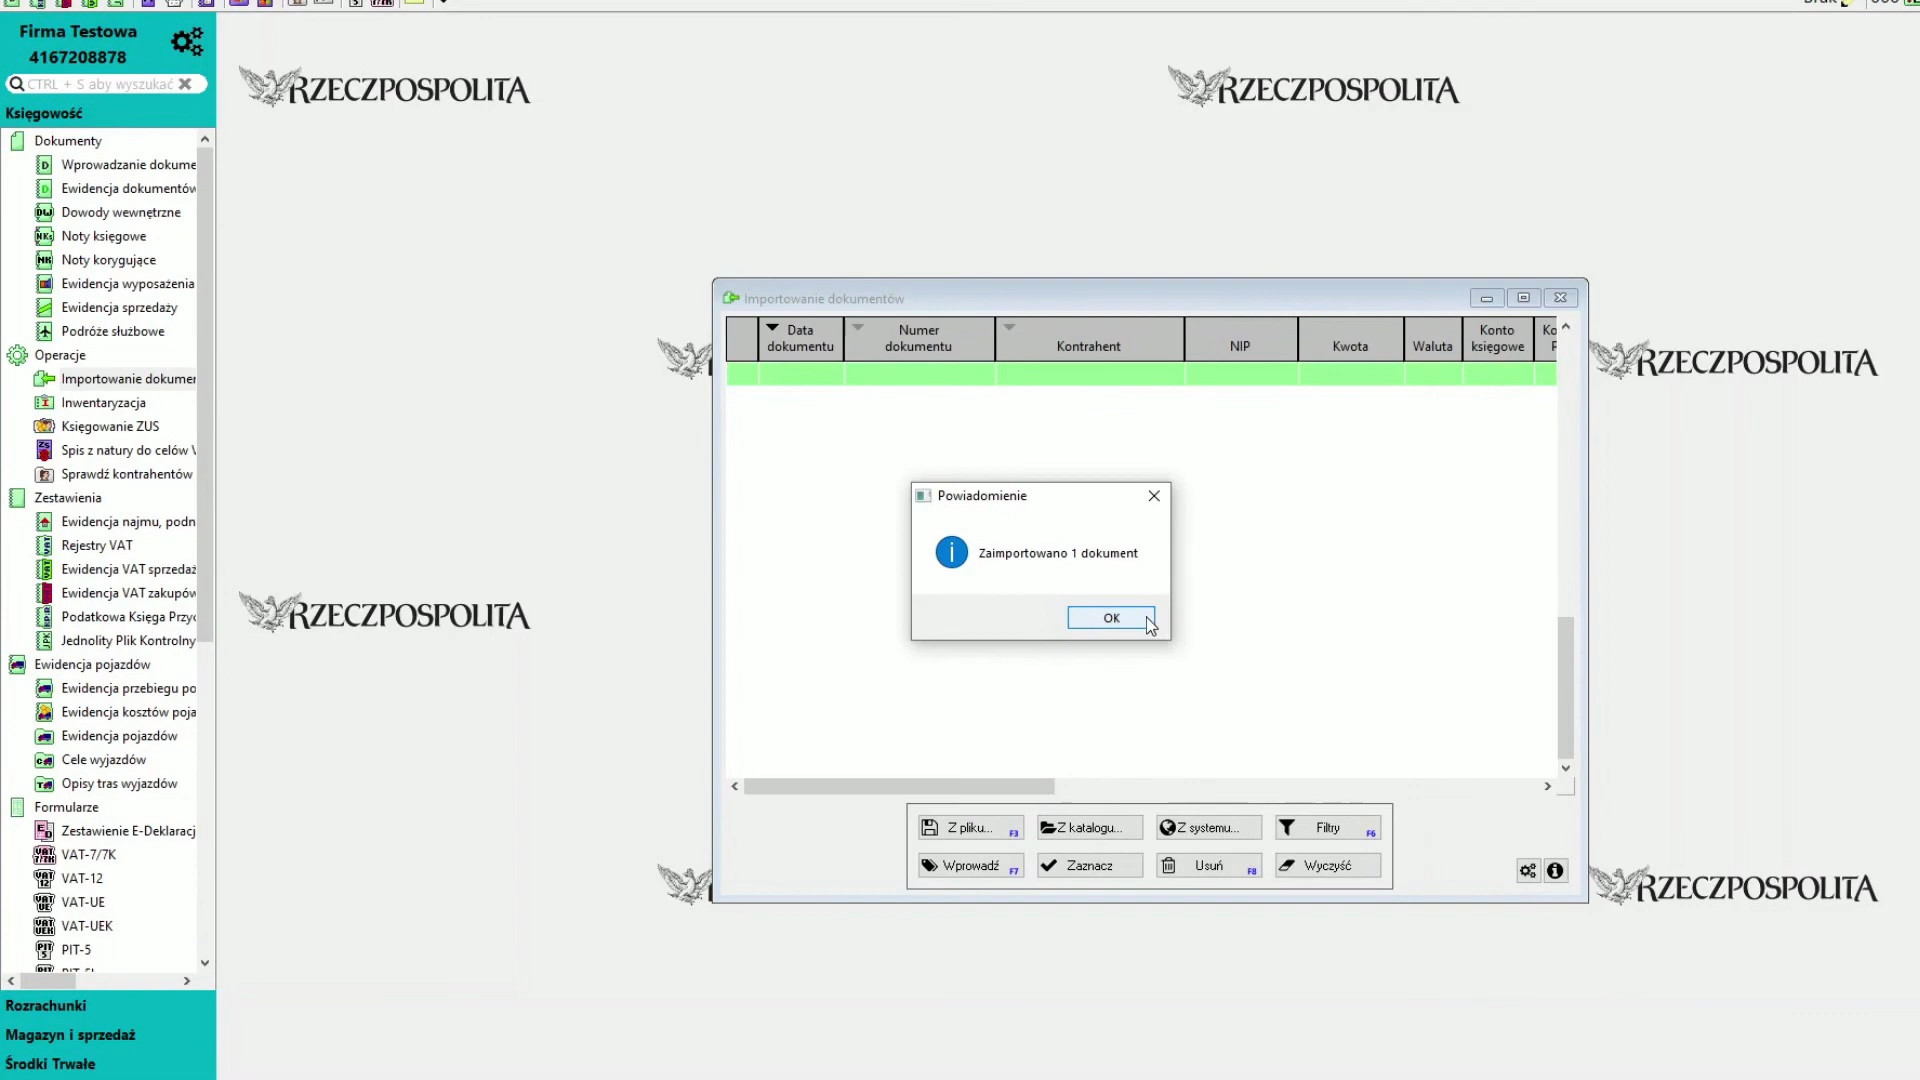 Firma Testowa
4167208878
CTRL + S aby wyszukać
Księgowość
Dokumenty
Wprowadzanie dokume
Ewidencja dokumentów
Dowody wewnętrzne
Noty księgowe
Noty korygujące
Ewidencja wyposażenia
Ewidencja sprzedaży
Podróże służbowe
Operacje
Importowanie dokumen
Inwentaryzacja
Księgowanie ZUS
Spis z natury do celów V
Sprawdź kontrahentów
Zestawienia
Ewidencja najmu, podn
Rejestry VAT
Ewidencja VAT sprzedaż
Ewidencja VAT zakupów
Podatkowa Księga Przyc
Jednolity Plik Kontrolny
Ewidencja pojazdów
Ewidencja przebiegu po
Ewidencja kosztów poja
Ewidencja pojazdów
Cele wyjazdów
Opisy tras wyjazdów
Formularze
Zestawienie E-Deklaracj
VAT-7/7K
VAT-12
VAT-UE
VAT-UEK
PIT-5
Rozrachunki
Magazyn i sprzedaż
Środki Trwałe
RZECZPOSPOLITA
RZECZPOSPOLITA
RZECZPOSPOLITA
RZECZPOSPOLITA
RZECZPOSPOLITA
Importowanie dokumentów
Data dokumentu
Numer dokumentu
Kontrahent
NIP
Kwota
Waluta
Konto księgowe
Powiadomienie
Zaimportowano 1 dokument
OK
Z pliku... F3
Z katalogu...
Z systemu...
Filtry F6
Wprowadź F7
Zaznacz
Usuń F8
Wyczyść